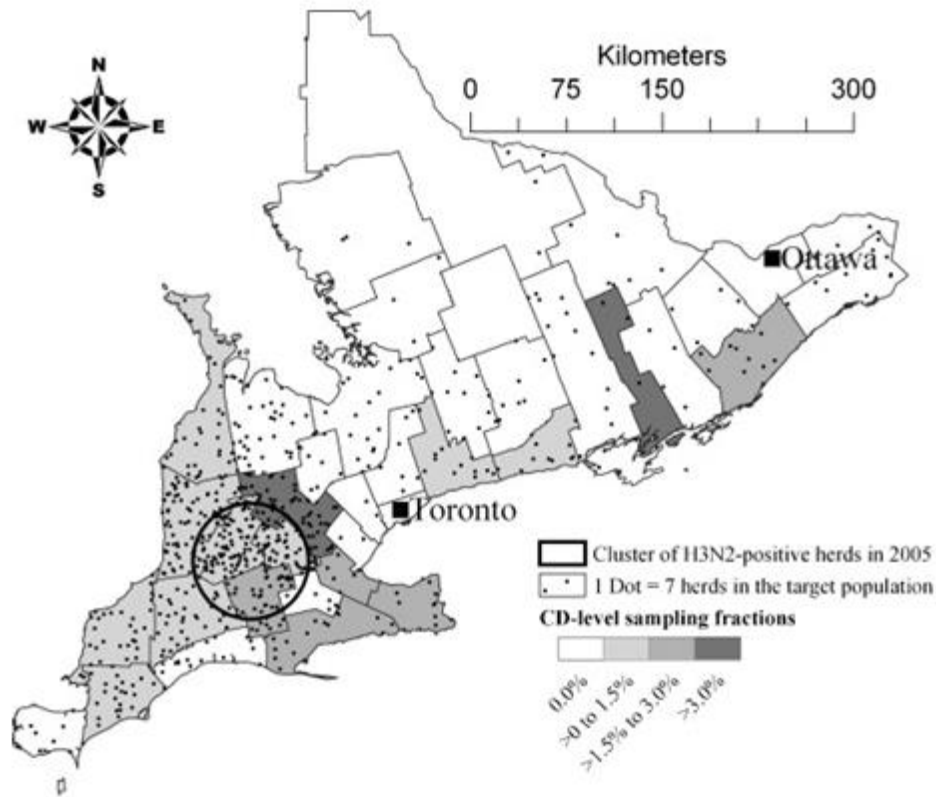 Kilometers
0 75 150 300
N
W E
S
Ottawa
Toronto
Cluster of H3N2-positive herds in 2005
1 Dot = 7 herds in the target population
CD-level sampling fractions
0.0%
>0 to 1.5%
>1.5% to 3.0%
>3.0%